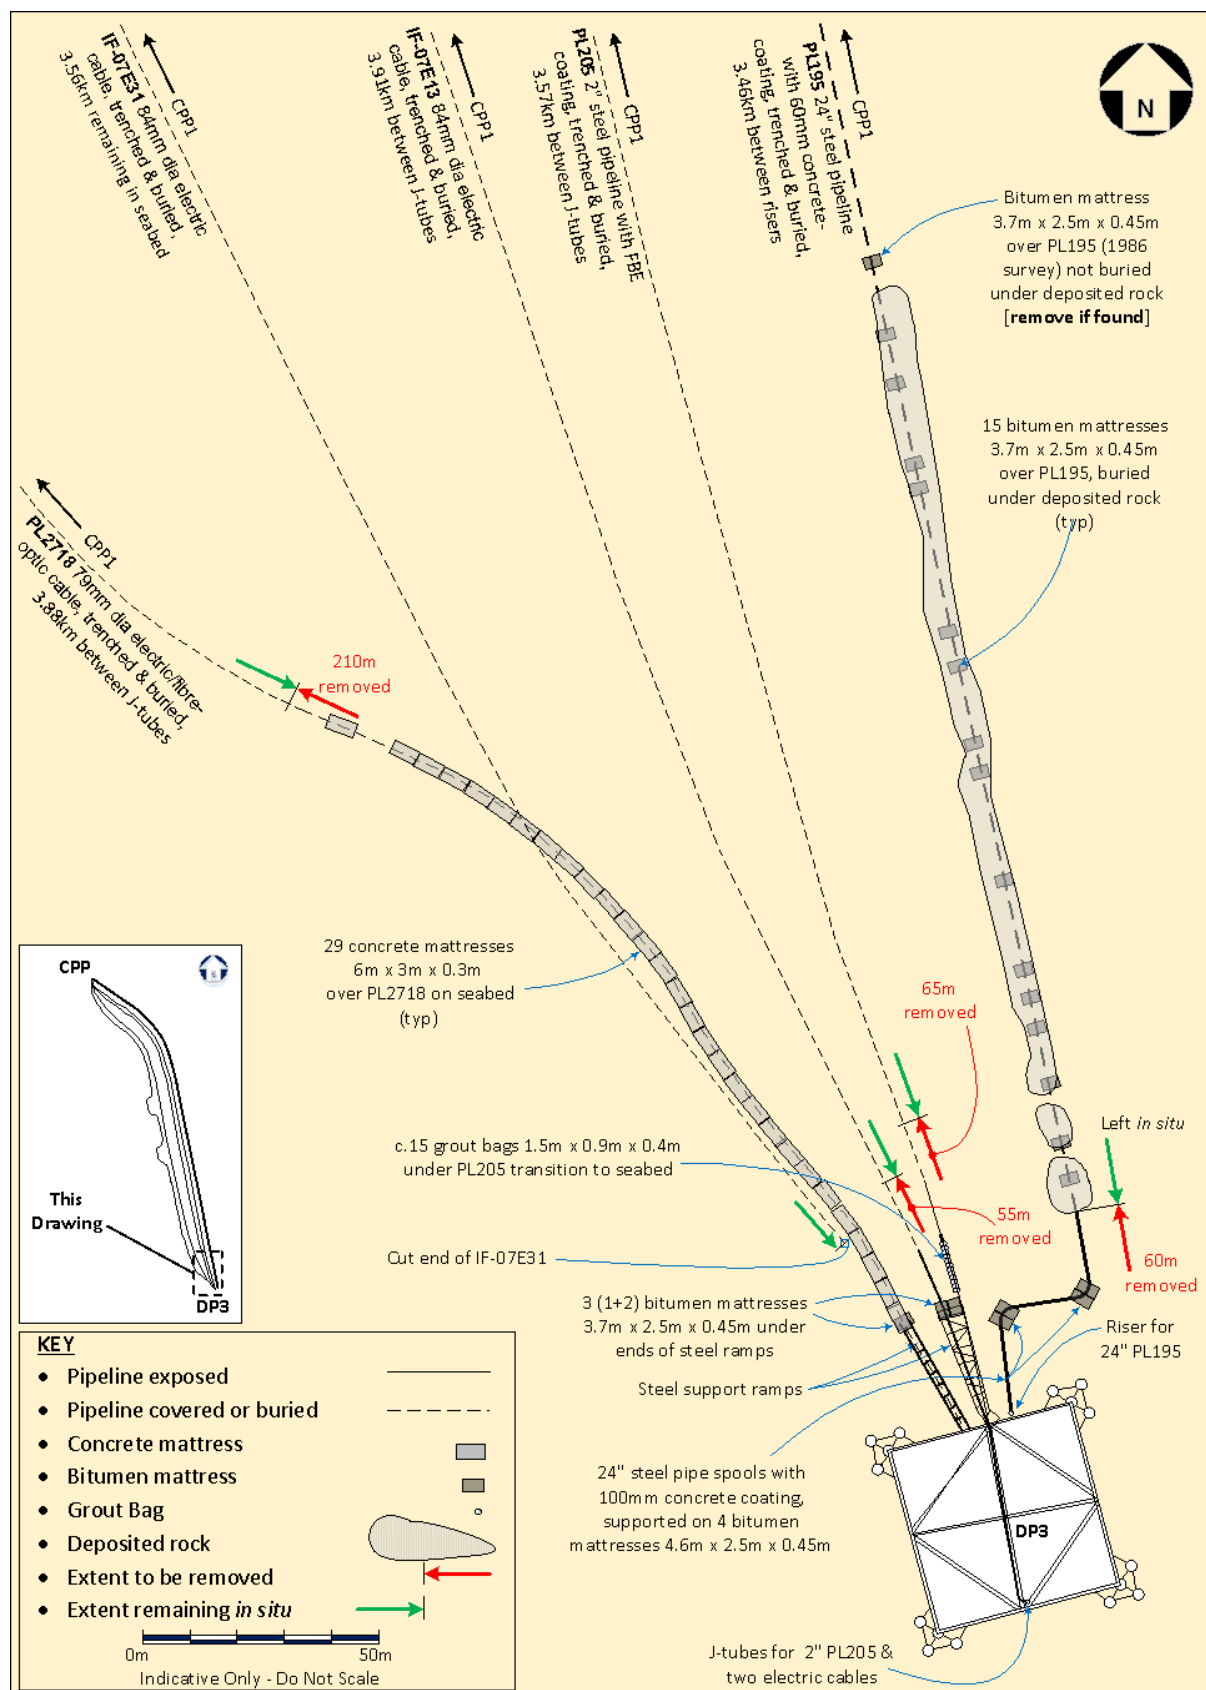 IF-07E31 84mm dia electric
cable, trenched & buried,
3.56km remaining in seabed
CPP1
IF-07E13 84mm dia electric
cable, trenched & buried,
3.91km between J-tubes
CPP1
PL205 2" steel pipeline with FBE
coating, trenched & buried,
3.57km between J-tubes
CPP1
PL195 24" steel pipeline
with 60mm concrete-
coating, trenched & buried,
3.46km between risers
CPP1
N
Bitumen mattress
3.7m x 2.5m x 0.45m
over PL195 (1986
survey) not buried
under deposited rock
[remove if found]
15 bitumen mattresses
3.7m x 2.5m x 0.45m
over PL195, buried
under deposited rock
(typ)
CPP1
PL2718 79mm dia electric/fibre-
optic cable, trenched & buried,
3.88km between J-tubes
210m
removed
29 concrete mattresses
6m x 3m x 0.3m
over PL2718 on seabed
(typ)
65m
removed
CPP
N
This
Drawing
DP3
c.15 grout bags 1.5m x 0.9m x 0.4m
under PL205 transition to seabed
Left in situ
55m
removed
Cut end of IF-07E31
60m
removed
3 (1+2) bitumen mattresses
3.7m x 2.5m x 0.45m under
ends of steel ramps
Riser for
24" PL195
Steel support ramps
24" steel pipe spools with
100mm concrete coating,
supported on 4 bitumen
mattresses 4.6m x 2.5m x 0.45m
DP3
J-tubes for 2" PL205 &
two electric cables
KEY
• Pipeline exposed
• Pipeline covered or buried
• Concrete mattress
• Bitumen mattress
• Grout Bag
• Deposited rock
• Extent to be removed
• Extent remaining in situ
0m 50m
Indicative Only - Do Not Scale